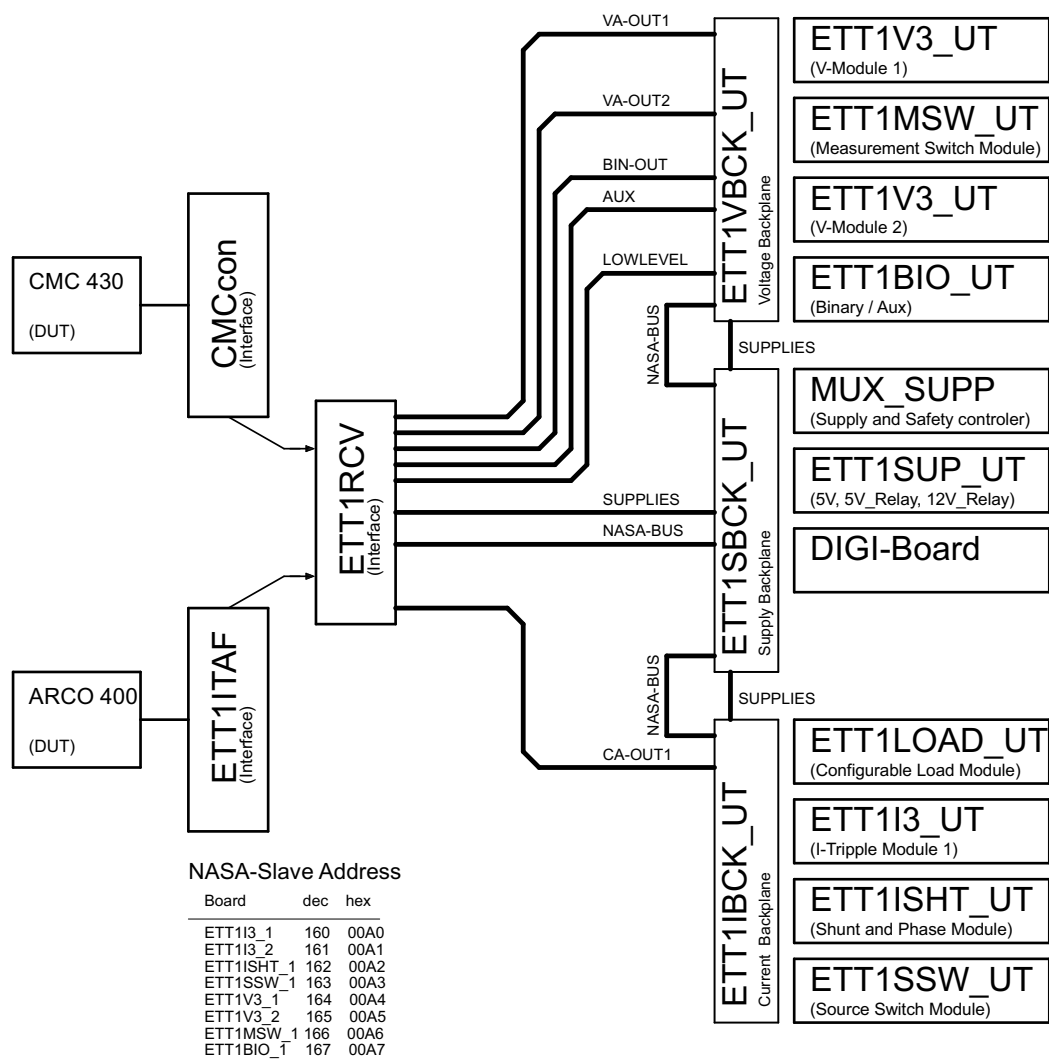 CMC 430
(DUT)
CMCcon
(Interface)
ARCO 400
(DUT)
ETT1ITAF
(Interface)
ETT1RCV
(Interface)
VA-OUT1
VA-OUT2
BIN-OUT
AUX
LOWLEVEL
NASA-BUS
SUPPLIES
SUPPLIES
NASA-BUS
NASA-BUS
SUPPLIES
CA-OUT1
ETT1VBCK_UT
Voltage Backplane
ETT1SBCK_UT
Supply Backplane
ETT1IBCK_UT
Current Backplane
ETT1V3_UT
(V-Module 1)
ETT1MSW_UT
(Measurement Switch Module)
ETT1V3_UT
(V-Module 2)
ETT1BIO_UT
(Binary / Aux)
MUX_SUPP
(Supply and Safety controler)
ETT1SUP_UT
(5V, 5V_Relay, 12V_Relay)
DIGI-Board
ETT1LOAD_UT
(Configurable Load Module)
ETT1I3_UT
(I-Tripple Module 1)
ETT1ISHT_UT
(Shunt and Phase Module)
ETT1SSW_UT
(Source Switch Module)
NASA-Slave Address
Board dec hex
ETT1I3_1 160 00A0
ETT1I3_2 161 00A1
ETT1ISHT_1 162 00A2
ETT1SSW_1 163 00A3
ETT1V3_1 164 00A4
ETT1V3_2 165 00A5
ETT1MSW_1 166 00A6
ETT1BIO_1 167 00A7